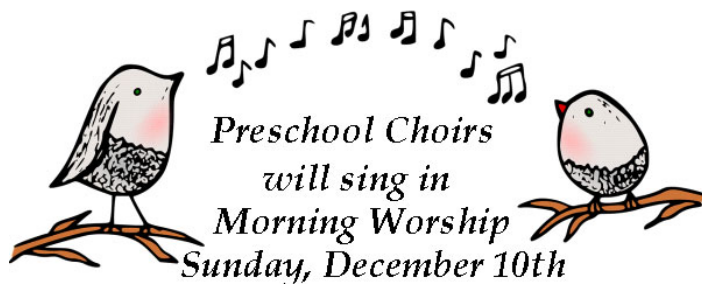 Preschool Choirs
will sing in
Morning Worship
Sunday, December 10th